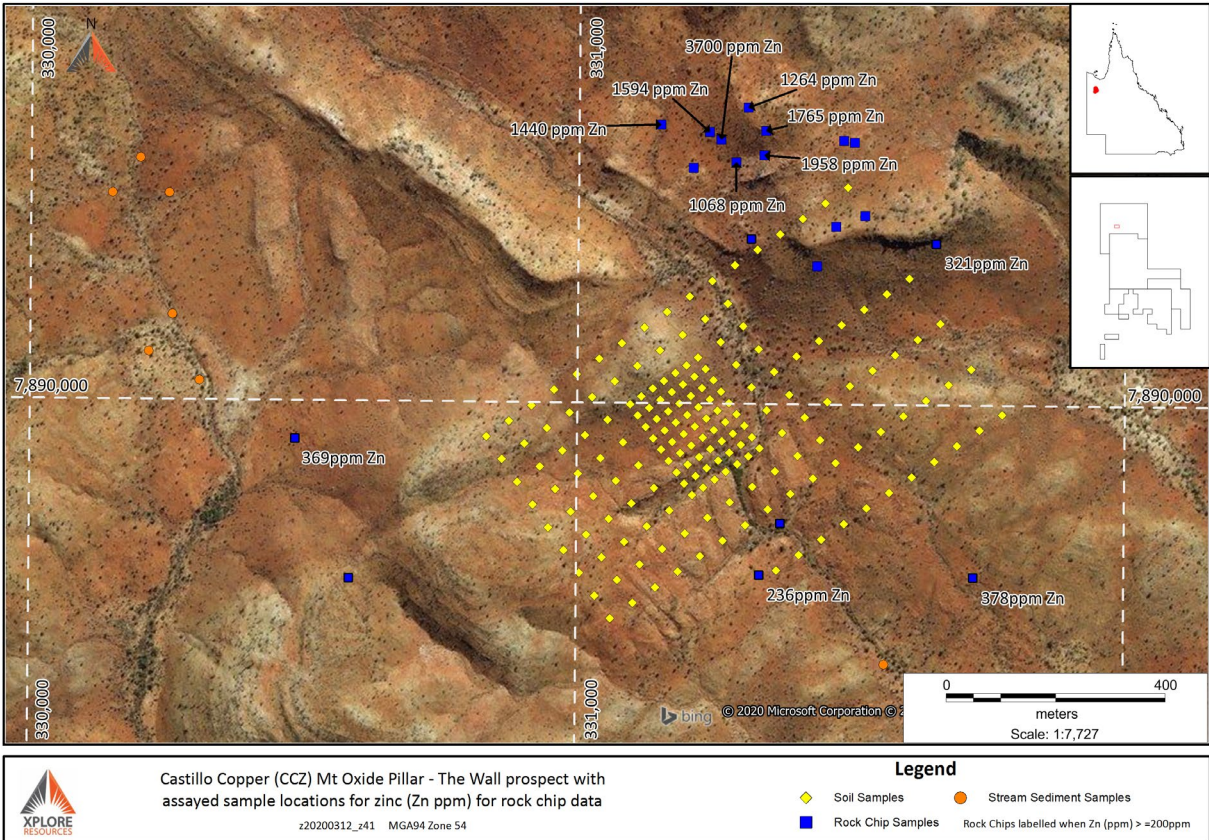 N
330,000
331,000
3700 ppm Zn
1264 ppm Zn
1594 ppm Zn
1765 ppm Zn
1440 ppm Zn
1958 ppm Zn
1068 ppm Zn
321ppm Zn
7,890,000
7,890,000
369ppm Zn
236ppm Zn
378ppm Zn
330,000
331,000
bing
© 2020 Microsoft Corporation ©
0 400
meters
Scale: 1:7,727
XPLORE
RESOURCES
Castillo Copper (CCZ) Mt Oxide Pillar - The Wall prospect with
assayed sample locations for zinc (Zn ppm) for rock chip data
z20200312_z41 MGA94 Zone 54
Legend
Soil Samples
Stream Sediment Samples
Rock Chip Samples
Rock Chips labelled when Zn (ppm) > =200ppm